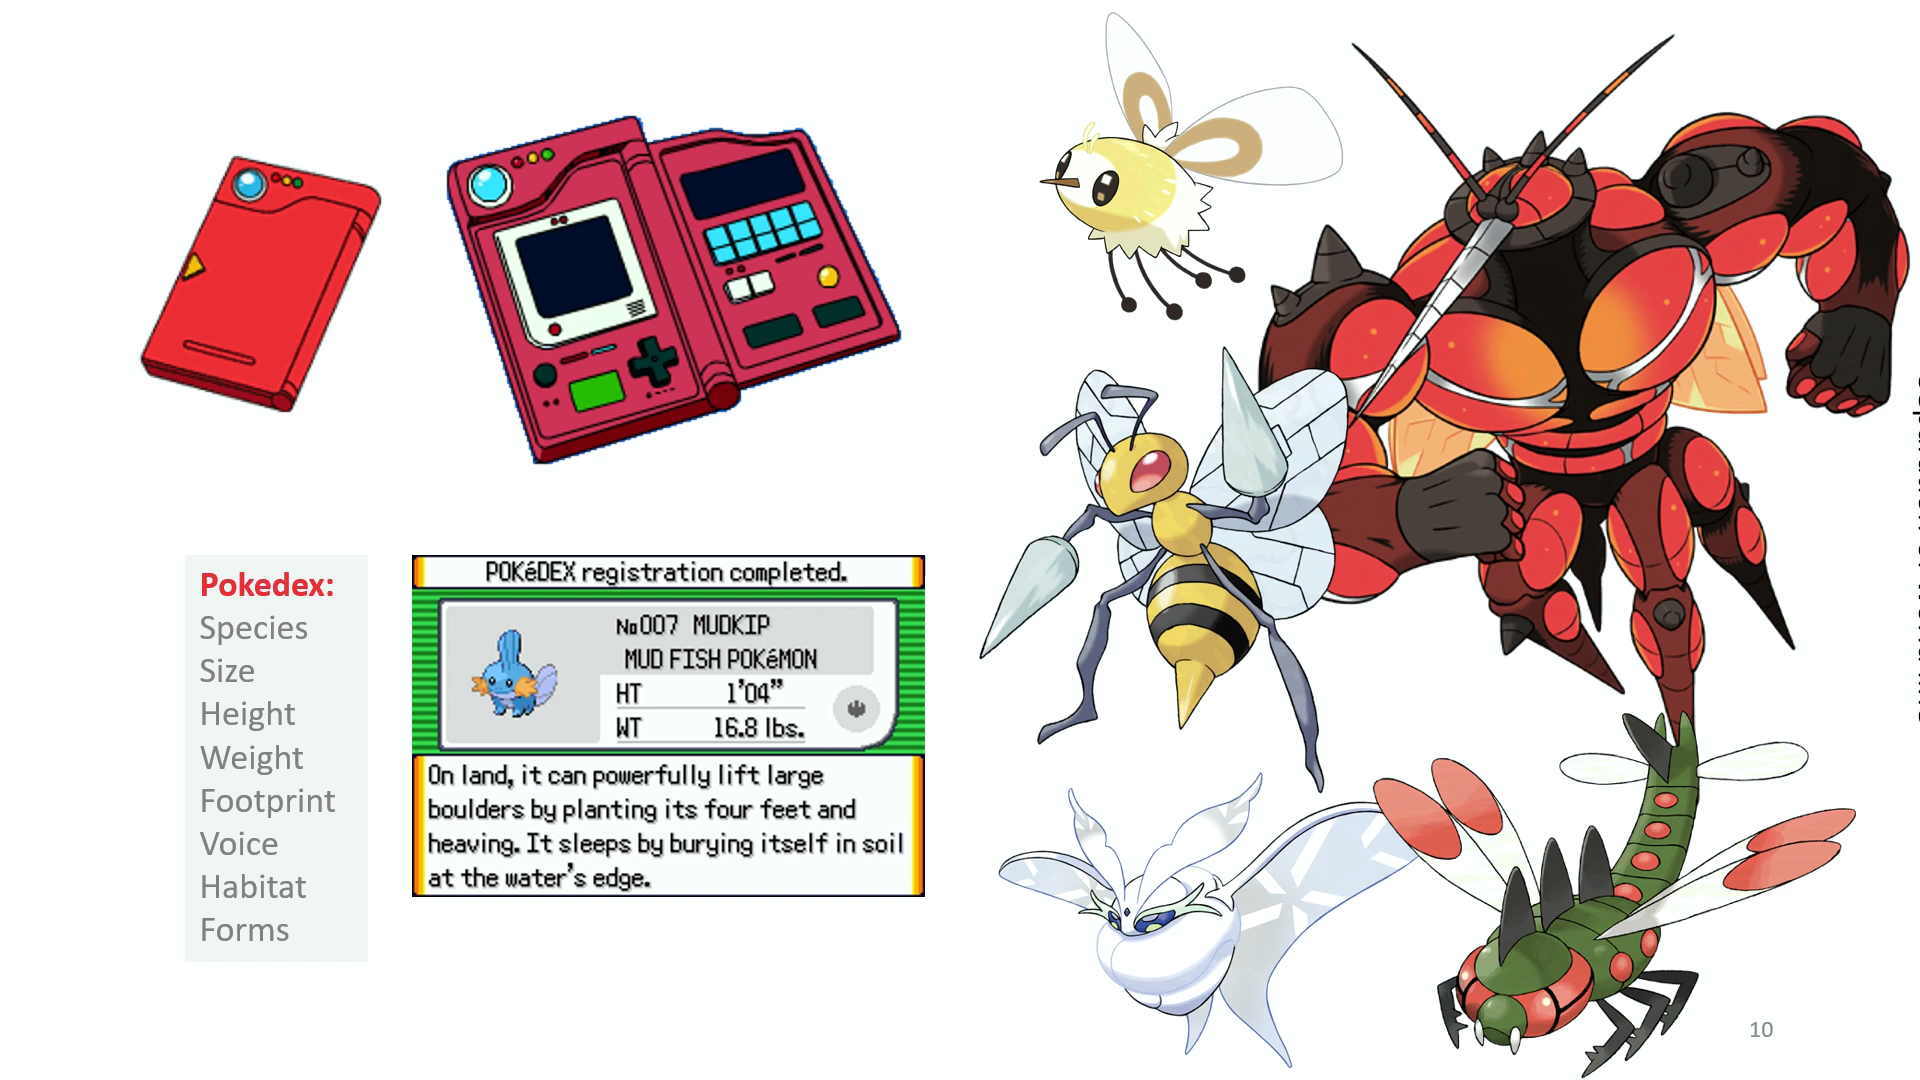 Pokedex:
Species
Size
Height
Weight
Footprint
Voice
Habitat
Forms
POKéDEX registration completed.
No007 MUDKIP
MUD FISH POKéMON
HT 1'04"
WT 16.8 lbs.
On land, it can powerfully lift large
boulders by planting its four feet and
heaving. It sleeps by burying itself in soil
at the water's edge.
10